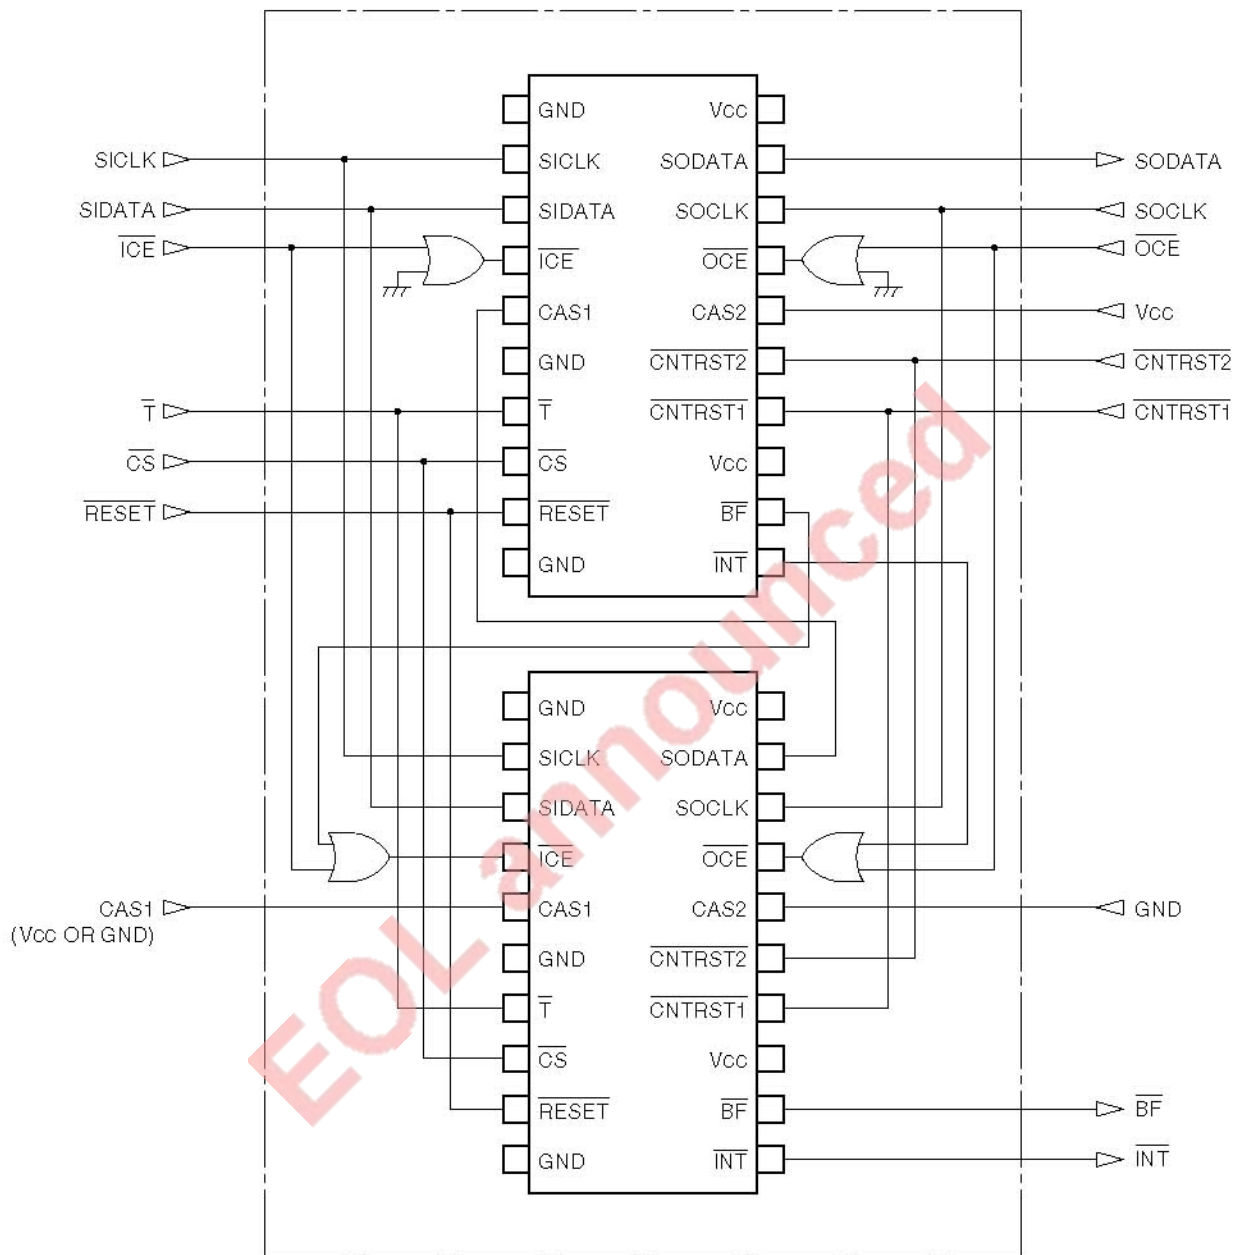 GND Vcc
SICLK SICLK SODATA SODATA
SIDATA SIDATA SOCLK SOCLK
ICE ICE OCE OCE
CAS1 CAS2 Vcc
GND CNTRST2 CNTRST2
T T CNTRST1 CNTRST1
CS CS Vcc
RESET RESET BF
GND INT
GND Vcc
SICLK SODATA
SIDATA SOCLK
ICE OCE
CAS1 CAS1 CAS2 GND
(Vcc OR GND)
GND CNTRST2
T CNTRST1
CS Vcc
RESET BF BF
GND INT INT
EOL announced